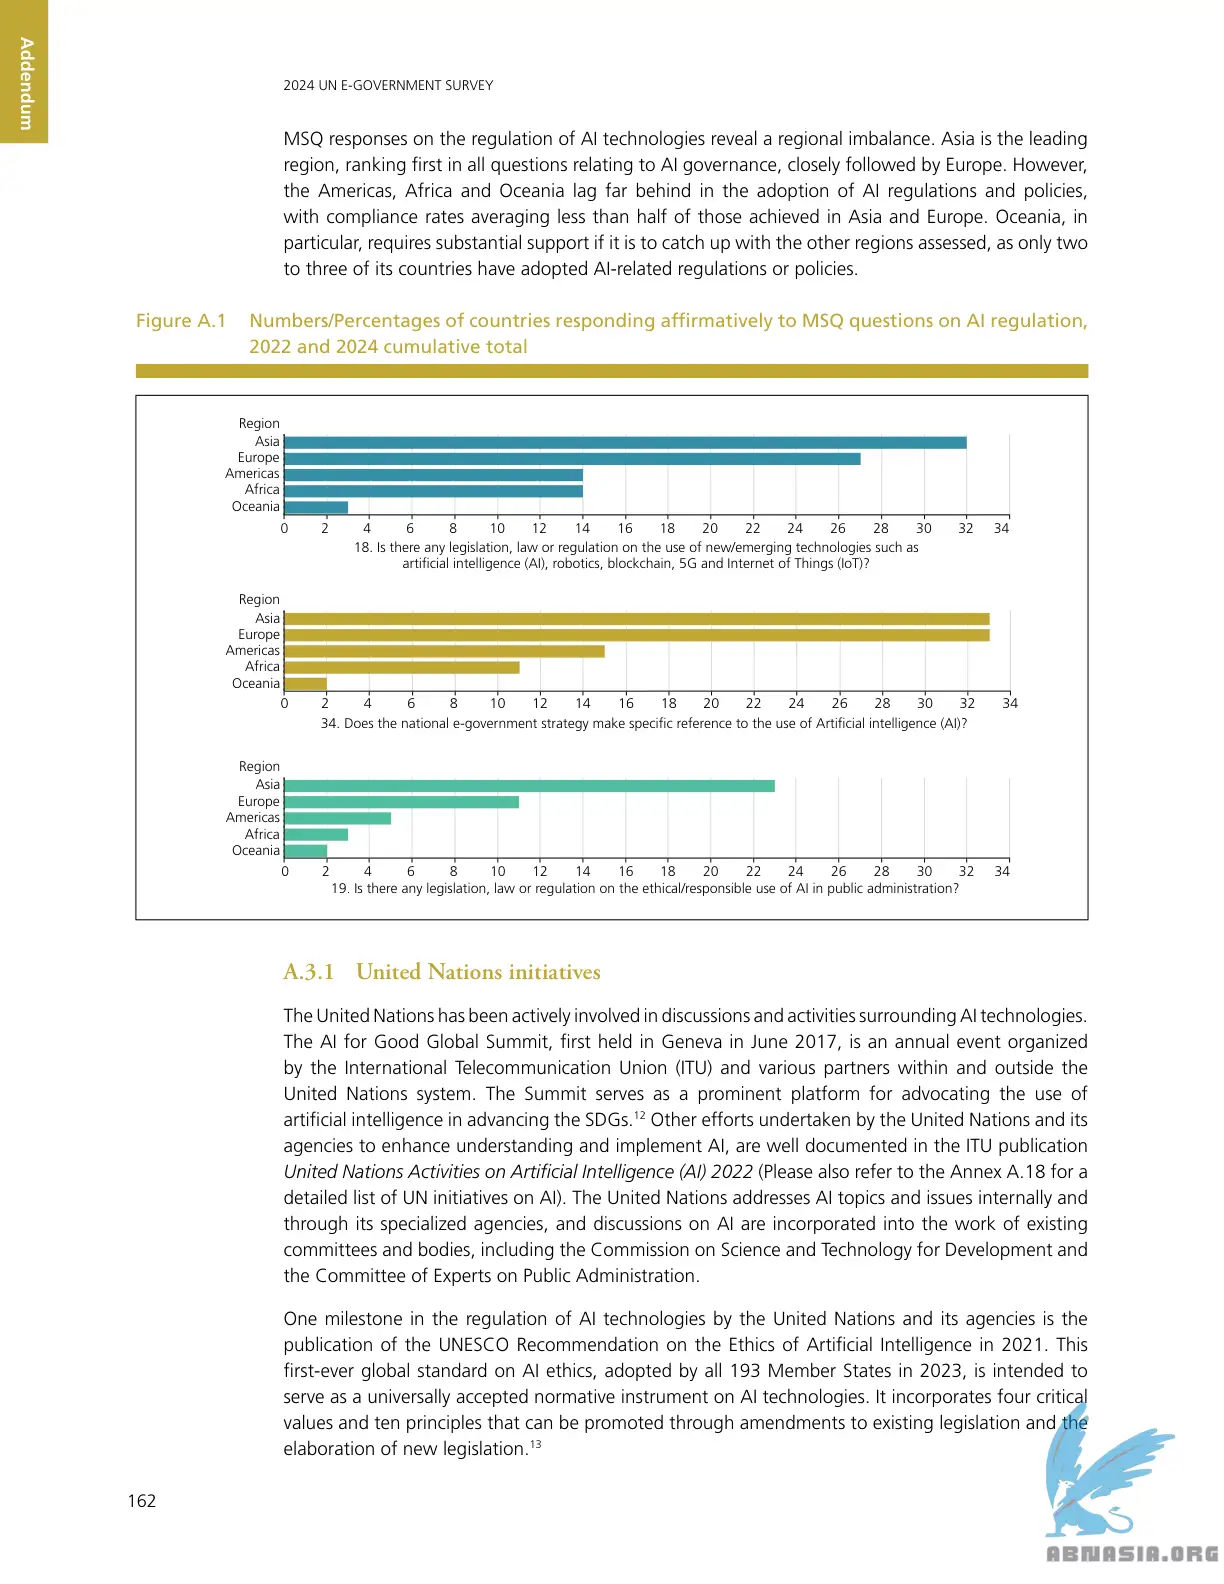 Addendum
2024 UN E-GOVERNMENT SURVEY
MSQ responses on the regulation of AI technologies reveal a regional imbalance. Asia is the leading
region, ranking first in all questions relating to AI governance, closely followed by Europe. However,
the Americas, Africa and Oceania lag far behind in the adoption of AI regulations and policies,
with compliance rates averaging less than half of those achieved in Asia and Europe. Oceania, in
particular, requires substantial support if it is to catch up with the other regions assessed, as only two
to three of its countries have adopted AI-related regulations or policies.
Figure A.1 Numbers/Percentages of countries responding affirmatively to MSQ questions on AI regulation,
2022 and 2024 cumulative total
Region
Asia
Europe
Americas
Africa
Oceania
0 2 4 6 8 10 12 14 16 18 20 22 24 26 28 30 32 34
18. Is there any legislation, law or regulation on the use of new/emerging technologies such as
artificial intelligence (AI), robotics, blockchain, 5G and Internet of Things (IoT)?
Region
Asia
Europe
Americas
Africa
Oceania
0 2 4 6 8 10 12 14 16 18 20 22 24 26 28 30 32 34
34. Does the national e-government strategy make specific reference to the use of Artificial intelligence (AI)?
Region
Asia
Europe
Americas
Africa
Oceania
0 2 4 6 8 10 12 14 16 18 20 22 24 26 28 30 32 34
19. Is there any legislation, law or regulation on the ethical/responsible use of AI in public administration?
A.3.1 United Nations initiatives
The United Nations has been actively involved in discussions and activities surrounding AI technologies.
The AI for Good Global Summit, first held in Geneva in June 2017, is an annual event organized
by the International Telecommunication Union (ITU) and various partners within and outside the
United Nations system. The Summit serves as a prominent platform for advocating the use of
artificial intelligence in advancing the SDGs.12 Other efforts undertaken by the United Nations and its
agencies to enhance understanding and implement AI, are well documented in the ITU publication
United Nations Activities on Artificial Intelligence (AI) 2022 (Please also refer to the Annex A.18 for a
detailed list of UN initiatives on AI). The United Nations addresses AI topics and issues internally and
through its specialized agencies, and discussions on AI are incorporated into the work of existing
committees and bodies, including the Commission on Science and Technology for Development and
the Committee of Experts on Public Administration.
One milestone in the regulation of AI technologies by the United Nations and its agencies is the
publication of the UNESCO Recommendation on the Ethics of Artificial Intelligence in 2021. This
first-ever global standard on AI ethics, adopted by all 193 Member States in 2023, is intended to
serve as a universally accepted normative instrument on AI technologies. It incorporates four critical
values and ten principles that can be promoted through amendments to existing legislation and the
elaboration of new legislation.13
162
ABNASIA.ORG